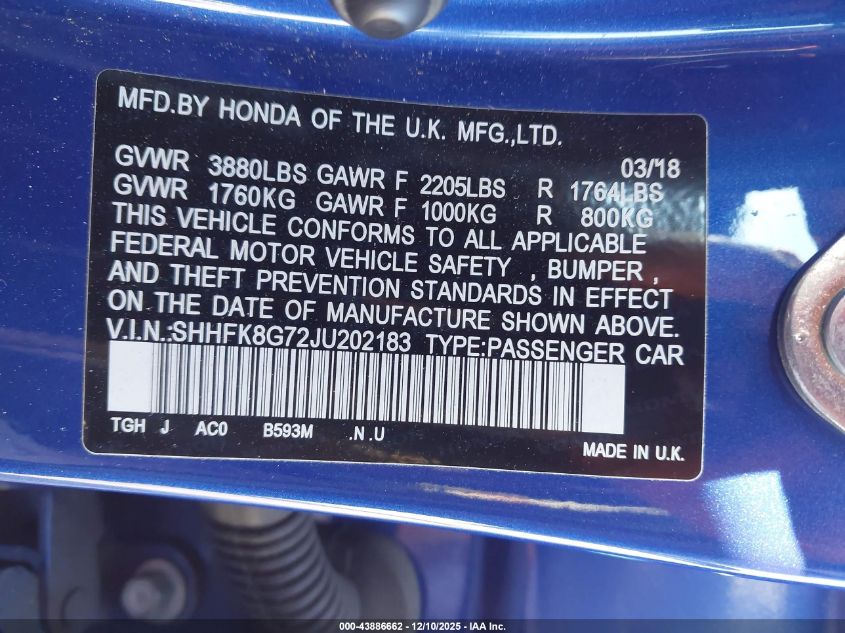 MFD.BY HONDA OF THE U.K. MFG.,LTD.
03/18
GVWR 3880LBS GAWR F 2205LBS R 1764LBS
GVWR 1760KG GAWR F 1000KG R 800KG
THIS VEHICLE CONFORMS TO ALL APPLICABLE
FEDERAL MOTOR VEHICLE SAFETY , BUMPER ,
AND THEFT PREVENTION STANDARDS IN EFFECT
ON THE DATE OF MANUFACTURE SHOWN ABOVE.
V.I.N.:SHHFK8G72JU202183 TYPE:PASSENGER CAR
TGH J AC0 B593M .N.U
MADE IN U.K.
000-43886662 - 12/10/2025 - IAA Inc.